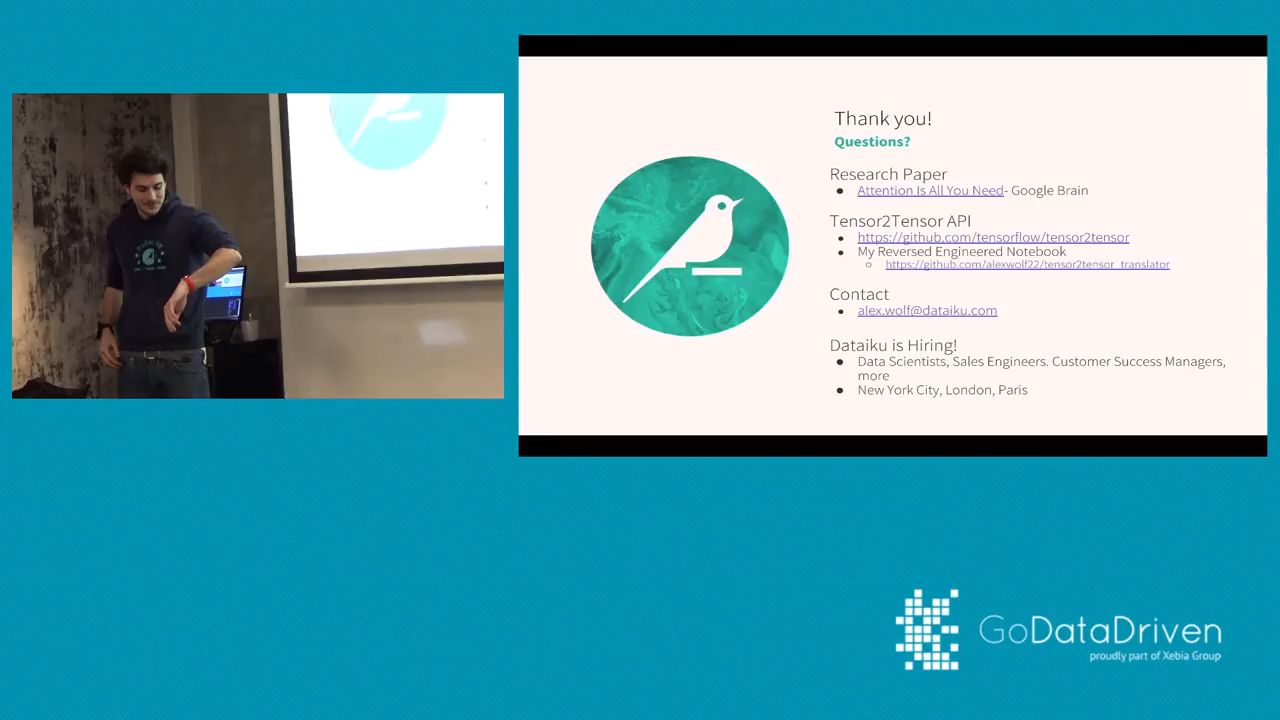 Thank you!
Questions?
Research Paper
● Attention Is All You Need- Google Brain
Tensor2Tensor API
● https://github.com/tensorflow/tensor2tensor
● My Reversed Engineered Notebook
○ https://github.com/alexwolf22/tensor2tensor_translator
Contact
● alex.wolf@dataiku.com
Dataiku is Hiring!
● Data Scientists, Sales Engineers. Customer Success Managers,
more
● New York City, London, Paris
GoDataDriven
proudly part of Xebia Group